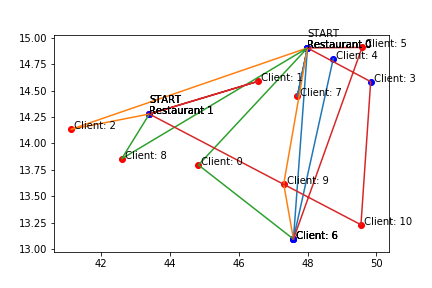 START
Restaurant 0
Client: 5
Client: 4
Client: 3
Client: 1
Client: 7
START
Restaurant 1
Client: 2
Client: 8
Client: 0
Client: 9
Client: 10
Client: 6
15.00
14.75
14.50
14.25
14.00
13.75
13.50
13.25
13.00
42 44 46 48 50